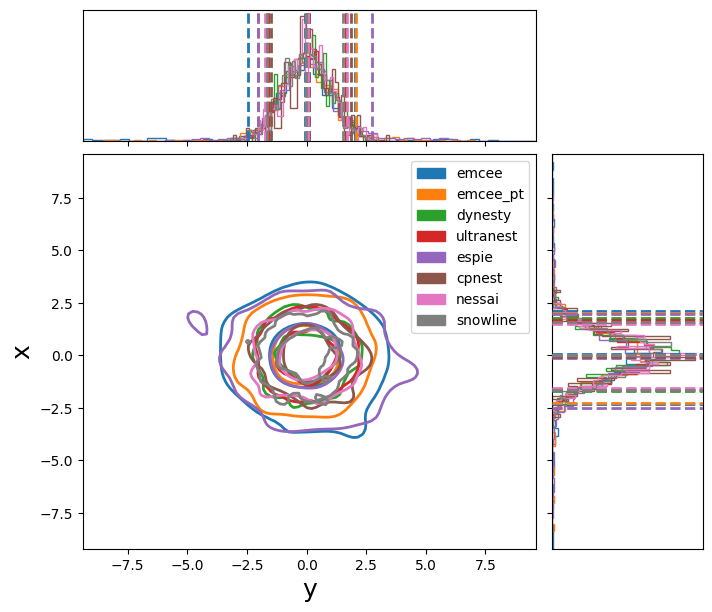 7.5
5.0
2.5
0.0
−2.5
−5.0
−7.5
x
−7.5 −5.0 −2.5 0.0 2.5 5.0 7.5
y
emcee
emcee_pt
dynesty
ultranest
espie
cpnest
nessai
snowline